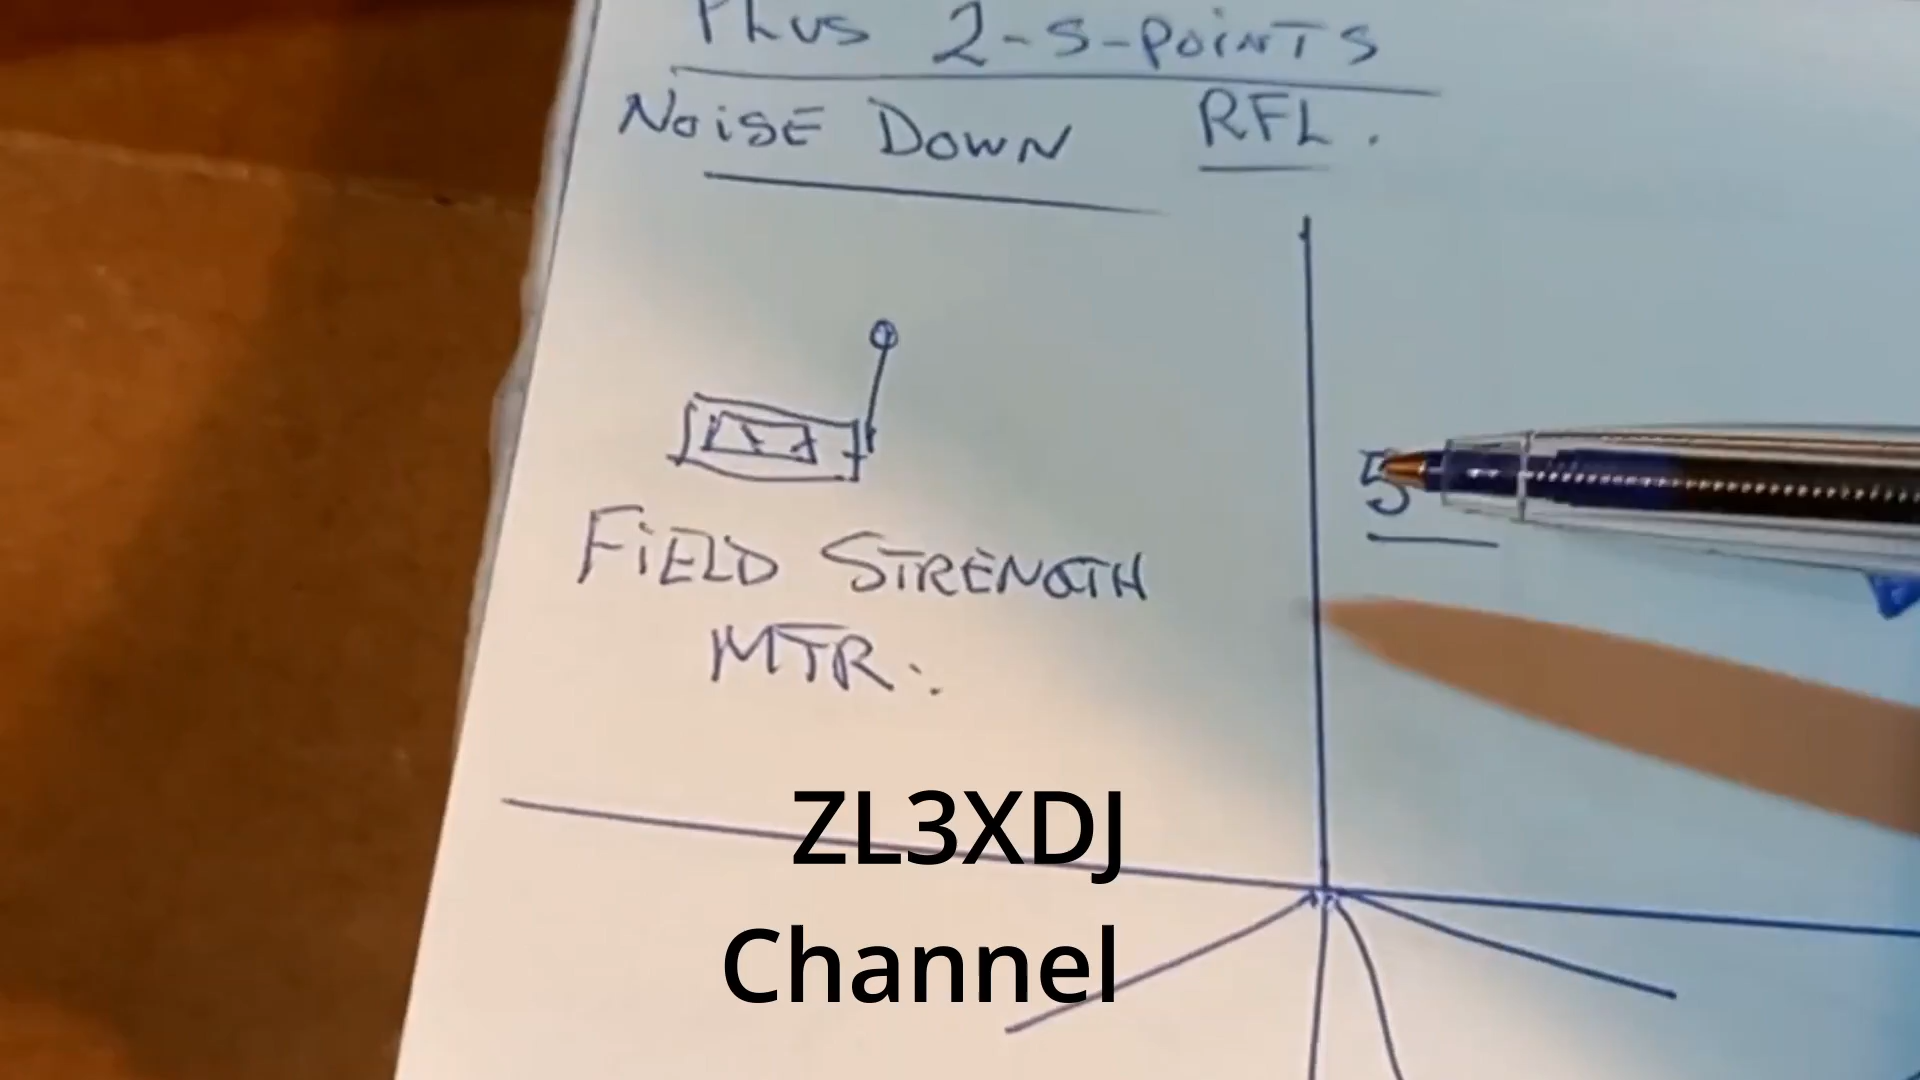 PLUS 2-S-POINTS
NOISE DOWN RFL.
5
FIELD STRENGTH
MTR.
ZL3XDJ
Channel